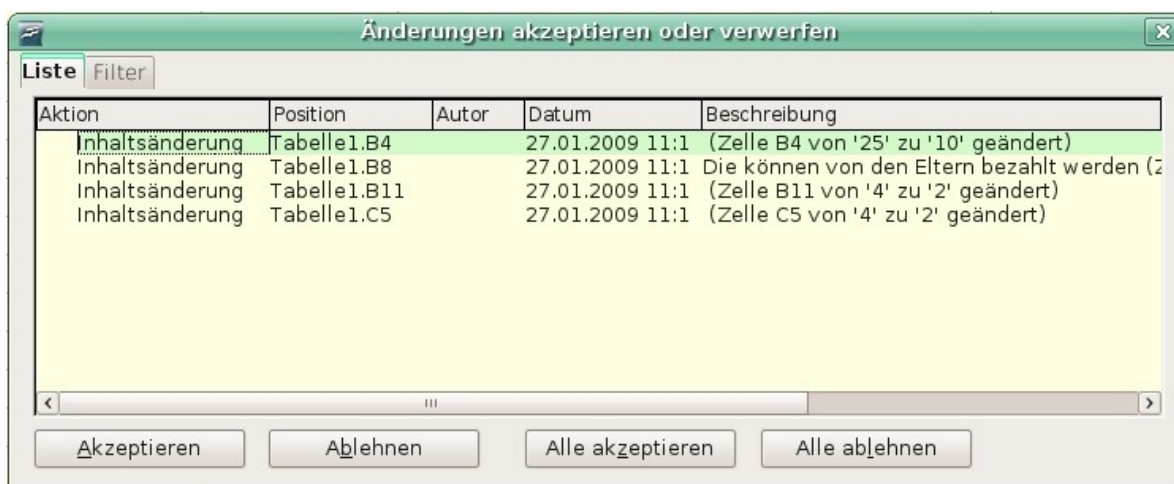 Änderungen akzeptieren oder verwerfen
Liste Filter
Aktion Position Autor Datum Beschreibung
Inhaltsänderung Tabelle1.B4 27.01.2009 11:1 (Zelle B4 von '25' zu '10' geändert)
Inhaltsänderung Tabelle1.B8 27.01.2009 11:1 Die können von den Eltern bezahlt werden (Z
Inhaltsänderung Tabelle1.B11 27.01.2009 11:1 (Zelle B11 von '4' zu '2' geändert)
Inhaltsänderung Tabelle1.C5 27.01.2009 11:1 (Zelle C5 von '4' zu '2' geändert)
Akzeptieren Ablehnen Alle akzeptieren Alle ablehnen